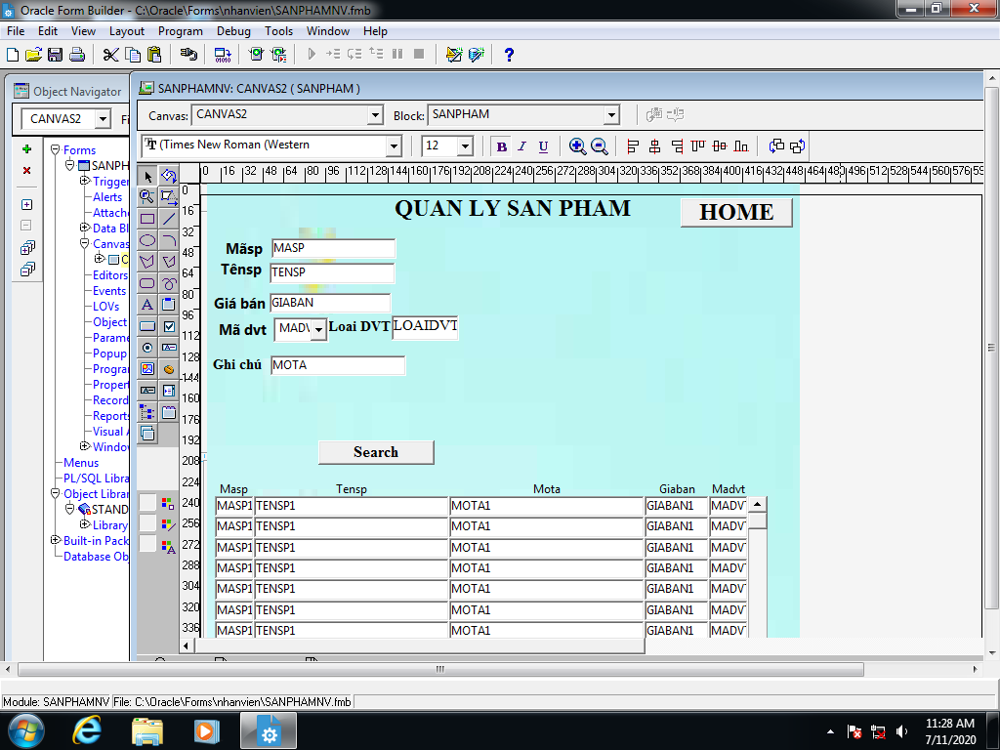 Oracle Form Builder - C:\Oracle\Forms\nhanvien\SANPHAMNV.fmb
File Edit View Layout Program Debug Tools Window Help
Object Navigator
SANPHAMNV: CANVAS2 ( SANPHAM )
CANVAS2
Canvas: CANVAS2 Block: SANPHAM
T (Times New Roman (Western 12 B I U
0 16 32 48 64 80 96 112 128 144 160 176 192 208 224 240 256 272 288 304 320 336 352 368 384 400 416 432 448 464 480 496 512 528 544 560 576
Forms
SANPH
Trigger
Alerts
Attache
Data Bl
Canvas
Editors
Events
LOVs
Object
Parame
Popup
Program
Propert
Record
Reports
Visual A
Window
Menus
PL/SQL Libra
Object Librar
STAND
Library
Built-in Pack
Database Ob
0
16
32
48
64
80
96
112
128
144
160
176
192
208
224
240
256
272
288
304
320
336
QUAN LY SAN PHAM HOME
Mãsp MASP
Tênsp TENSP
Giá bán GIABAN
Mã dvt MADV Loai DVT LOAIDVT
Ghi chú MOTA
Search
Masp Tensp Mota Giaban Madvt
MASP1 TENSP1 MOTA1 GIABAN1 MADV
MASP1 TENSP1 MOTA1 GIABAN1 MADV
MASP1 TENSP1 MOTA1 GIABAN1 MADV
MASP1 TENSP1 MOTA1 GIABAN1 MADV
MASP1 TENSP1 MOTA1 GIABAN1 MADV
MASP1 TENSP1 MOTA1 GIABAN1 MADV
MASP1 TENSP1 MOTA1 GIABAN1 MADV
Module: SANPHAMNV File: C:\Oracle\Forms\nhanvien\SANPHAMNV.fmb
11:28 AM
7/11/2020